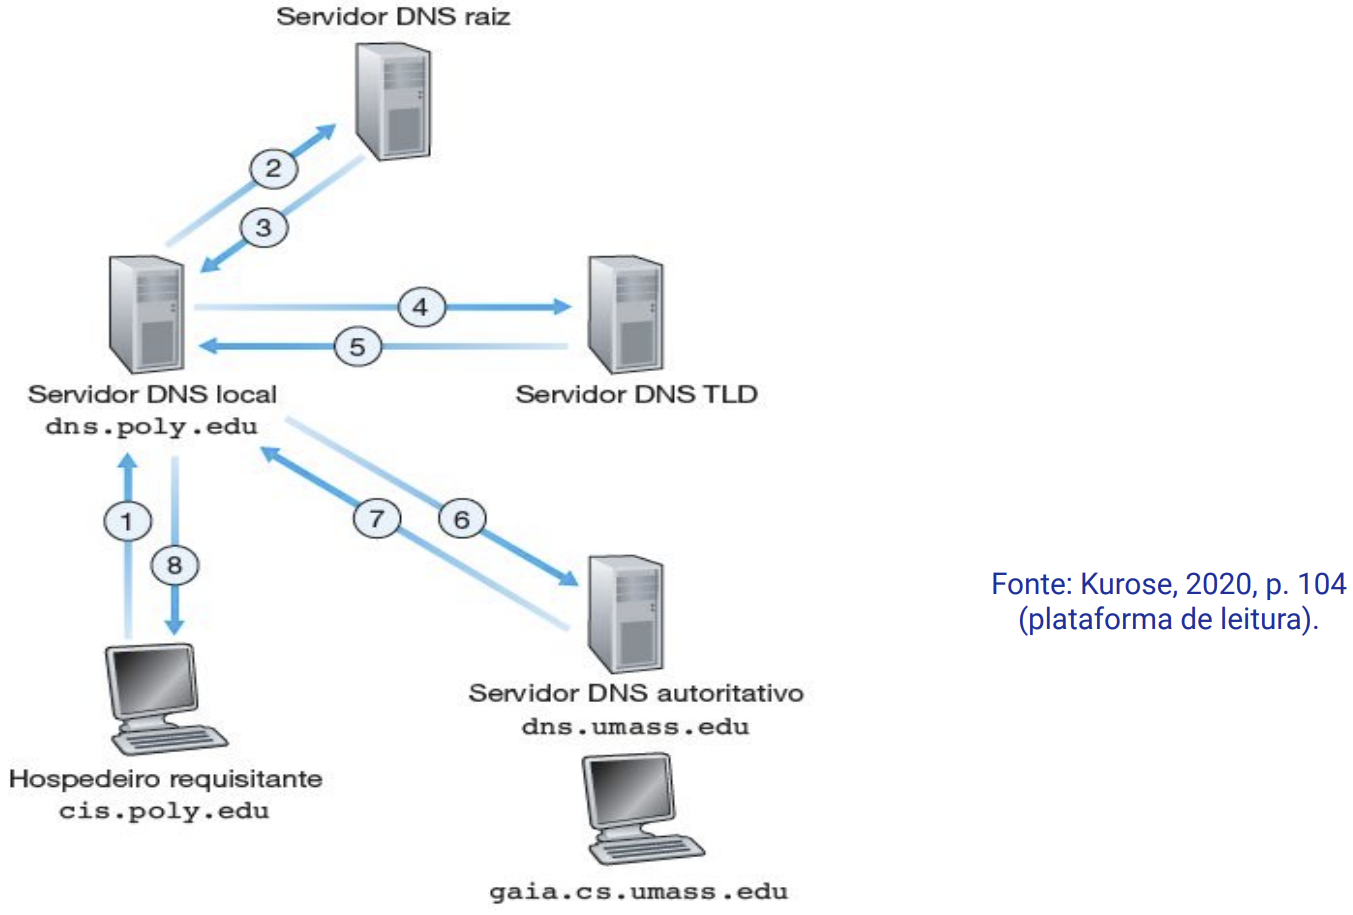 Servidor DNS raiz
2
3
4
5
Servidor DNS local
dns.poly.edu
Servidor DNS TLD
1
8
7
6
Servidor DNS autoritativo
dns.umass.edu
Hospedeiro requisitante
cis.poly.edu
gaia.cs.umass.edu
Fonte: Kurose, 2020, p. 104
(plataforma de leitura).